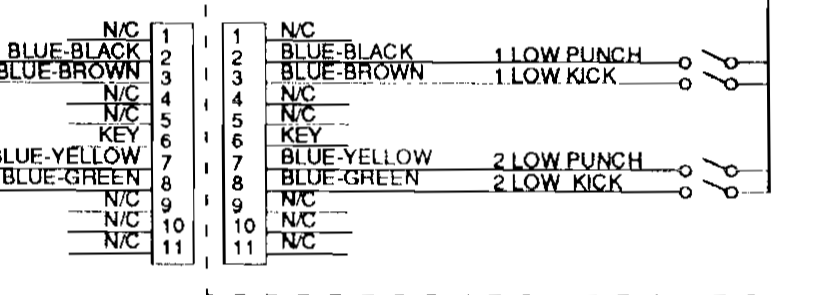 N/C 1 1 N/C
BLUE-BLACK 2 2 BLUE-BLACK 1 LOW PUNCH
BLUE-BROWN 3 3 BLUE-BROWN 1 LOW KICK
N/C 4 4 N/C
N/C 5 5 N/C
KEY 6 6 KEY
BLUE-YELLOW 7 7 BLUE-YELLOW 2 LOW PUNCH
BLUE-GREEN 8 8 BLUE-GREEN 2 LOW KICK
N/C 9 9 N/C
N/C 10 10 N/C
N/C 11 11 N/C